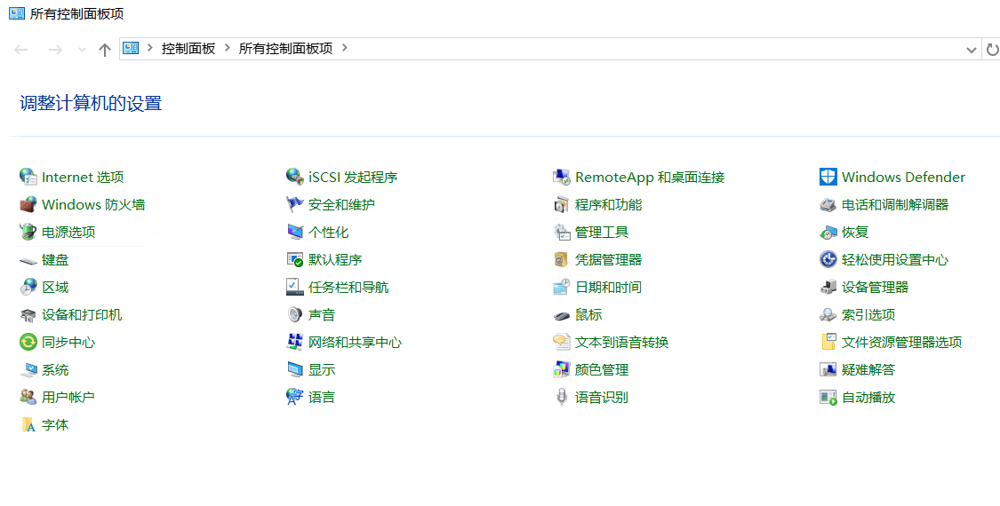 所有控制面板项
控制面板 所有控制面板项
调整计算机的设置
Internet 选项 iSCSI 发起程序 RemoteApp 和桌面连接 Windows Defender
Windows 防火墙 安全和维护 程序和功能 电话和调制解调器
电源选项 个性化 管理工具 恢复
键盘 默认程序 凭据管理器 轻松使用设置中心
区域 任务栏和导航 日期和时间 设备管理器
设备和打印机 声音 鼠标 索引选项
同步中心 网络和共享中心 文本到语音转换 文件资源管理器选项
系统 显示 颜色管理 疑难解答
用户帐户 语言 语音识别 自动播放
字体